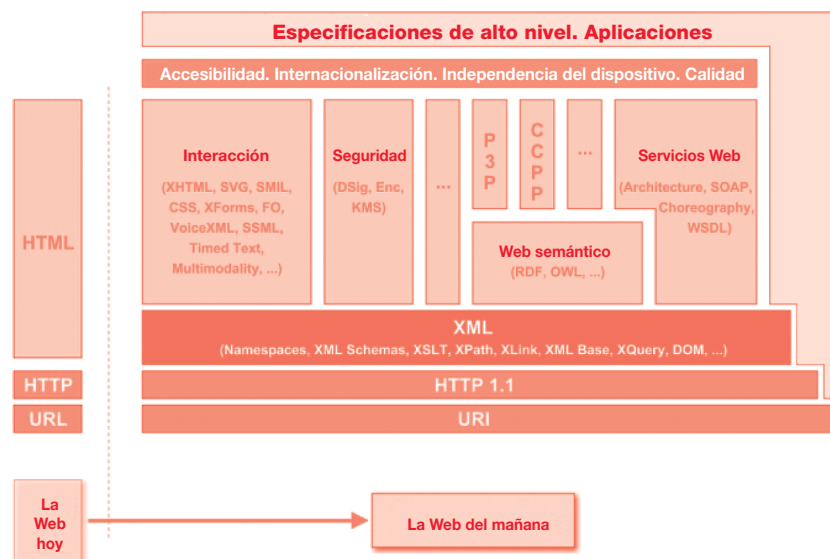 Especificaciones de alto nivel. Aplicaciones
Accesibilidad. Internacionalización. Independencia del dispositivo. Calidad
HTML
Interacción
(XHTML, SVG, SMIL,
CSS, XForms, FO,
VoiceXML, SSML,
Timed Text,
Multimodality, ...)
Seguridad
(DSig, Enc,
KMS)
...
P
3
P
C
C
P
P
...
Servicios Web
(Architecture, SOAP,
Choreography,
WSDL)
Web semántico
(RDF, OWL, ...)
XML
(Namespaces, XML Schemas, XSLT, XPath, XLink, XML Base, XQuery, DOM, ...)
HTTP
HTTP 1.1
URL
URI
La
Web
hoy
La Web del mañana